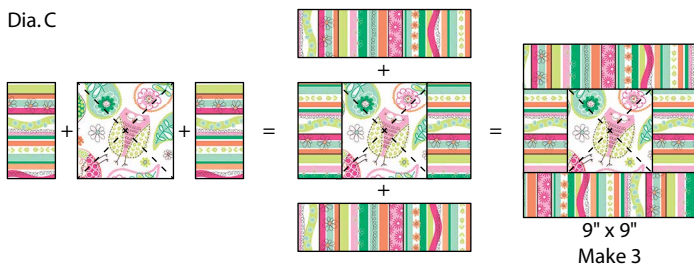 Dia. C
+
+ + = =
+
9" x 9"
Make 3